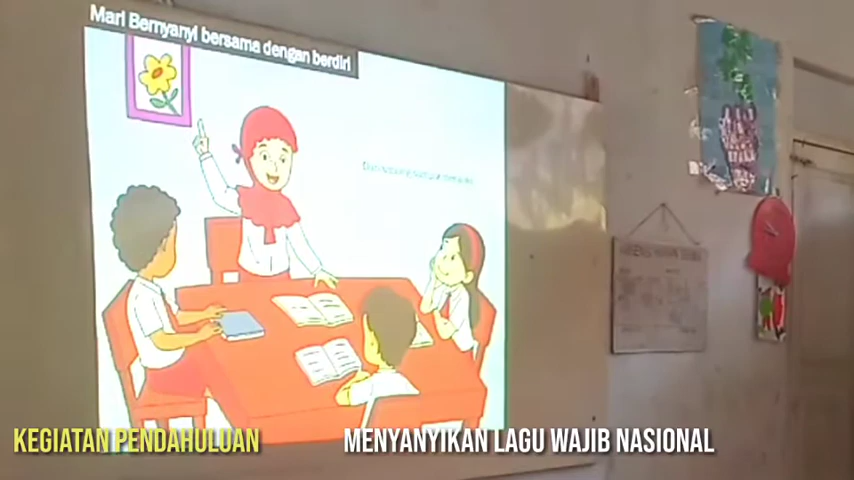 Mari Bernyanyi bersama dengan berdiri
KEGIATAN PENDAHULUAN
MENYANYIKAN LAGU WAJIB NASIONAL